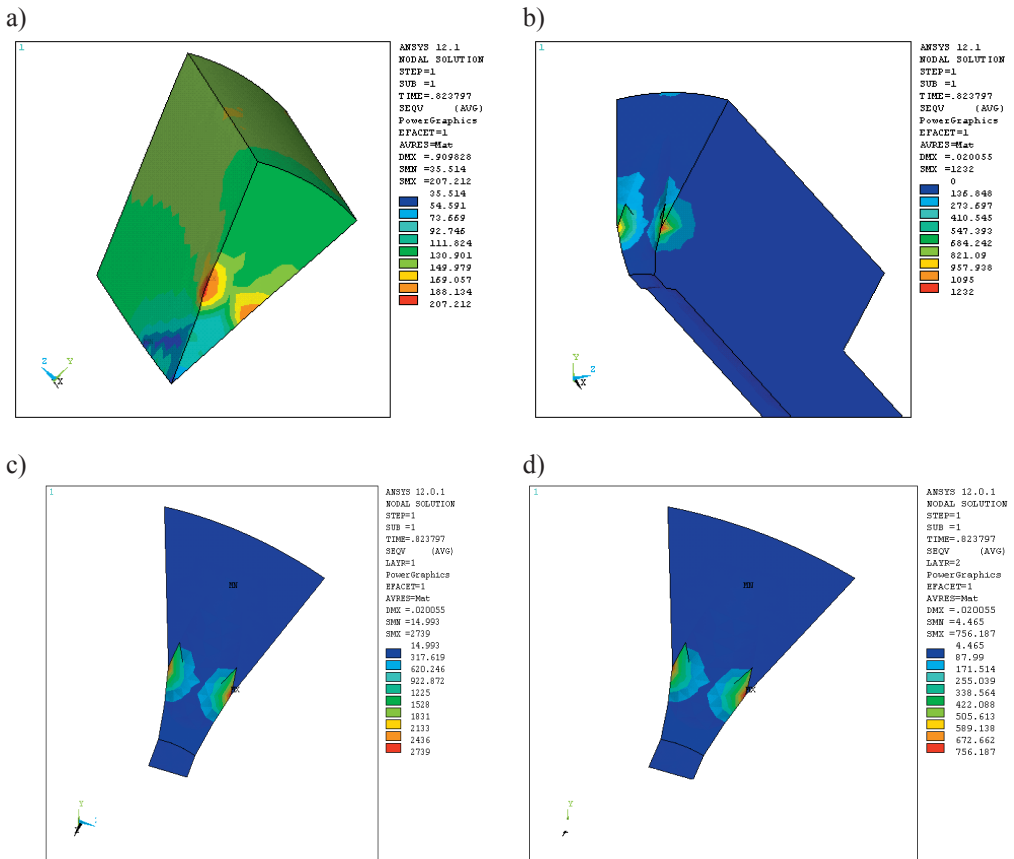 a)
1
ANSYS 12.1
NODAL SOLUTION
STEP=1
SUB =1
TIME=.823797
SEQV (AVG)
PowerGraphics
EFACET=1
AVRES=Mat
DMX =.909828
SMN =35.514
SMX =207.212
35.514
54.591
73.669
92.746
111.824
130.901
149.979
169.057
188.134
207.212
Z
Y
X
b)
1
ANSYS 12.1
NODAL SOLUTION
STEP=1
SUB =1
TIME=.823797
SEQV (AVG)
PowerGraphics
EFACET=1
AVRES=Mat
DMX =.020055
SMX =1232
0
136.848
273.697
410.545
547.393
684.242
821.09
957.938
1095
1232
Y
Z
X
c)
1
MN
MX
ANSYS 12.0.1
NODAL SOLUTION
STEP=1
SUB =1
TIME=.823797
SEQV (AVG)
LAYR=1
PowerGraphics
EFACET=1
AVRES=Mat
DMX =.020055
SMN =14.993
SMX =2739
14.993
317.619
620.246
922.872
1225
1528
1831
2133
2436
2739
Y
d)
1
MN
MX
ANSYS 12.0.1
NODAL SOLUTION
STEP=1
SUB =1
TIME=.823797
SEQV (AVG)
LAYR=2
PowerGraphics
EFACET=1
AVRES=Mat
DMX =.020055
SMN =4.465
SMX =756.187
4.465
87.99
171.514
255.039
338.564
422.088
505.613
589.138
672.662
756.187
Y